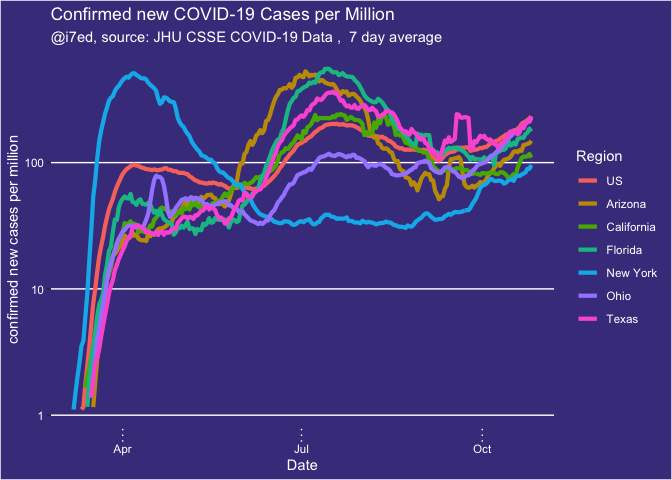 Confirmed new COVID-19 Cases per Million
@i7ed, source: JHU CSSE COVID-19 Data ,  7 day average
confirmed new cases per million
100
10
1
Apr
Jul
Oct
Date
Region
US
Arizona
California
Florida
New York
Ohio
Texas